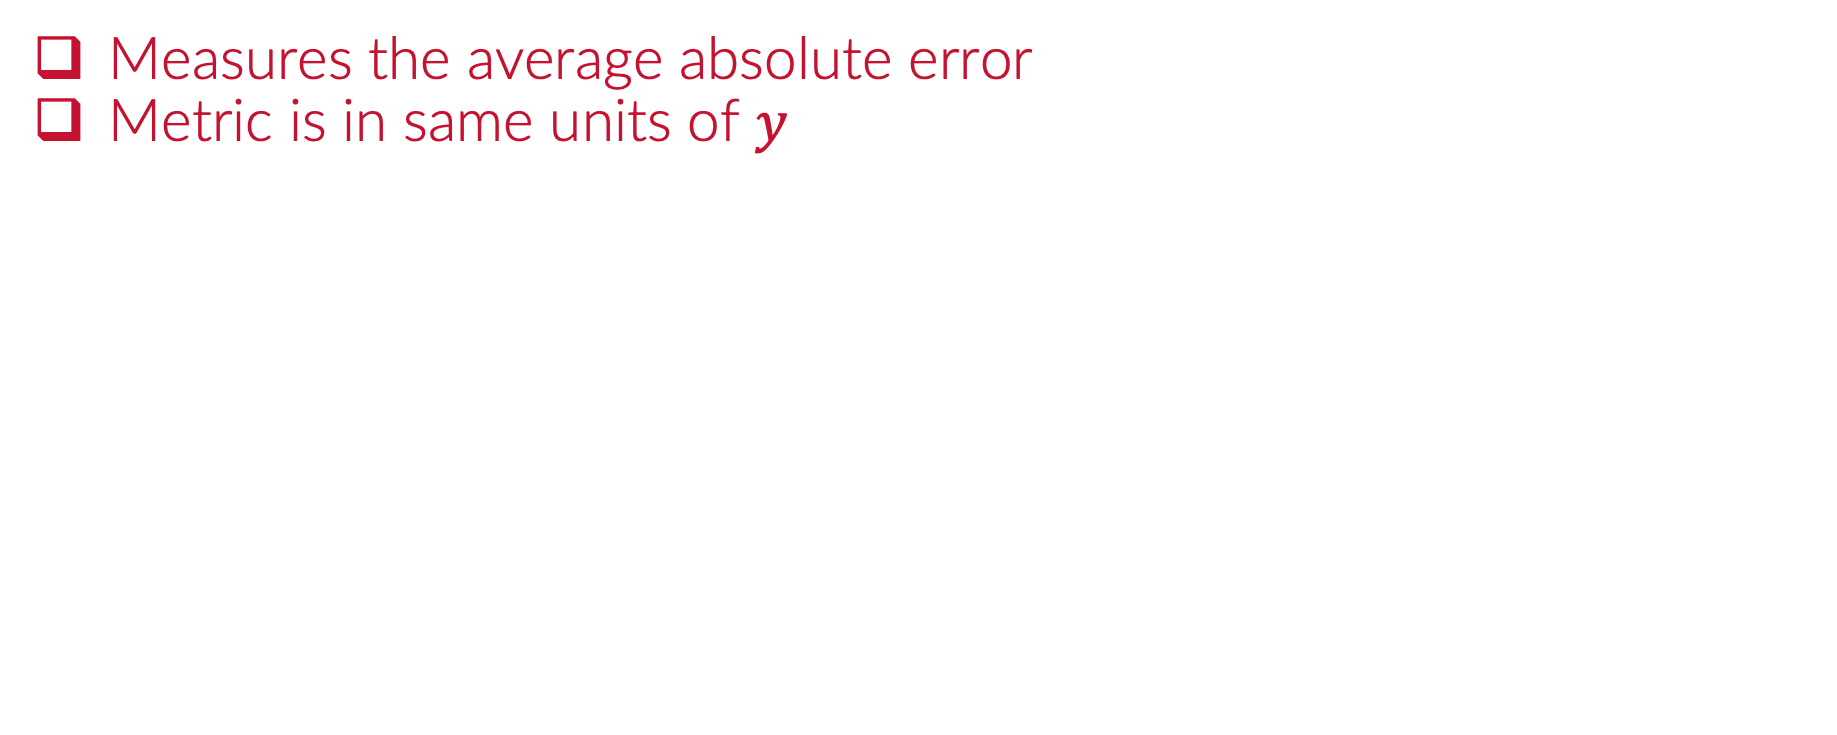 ❑ Measures the average absolute error
❑ Metric is in same units of y